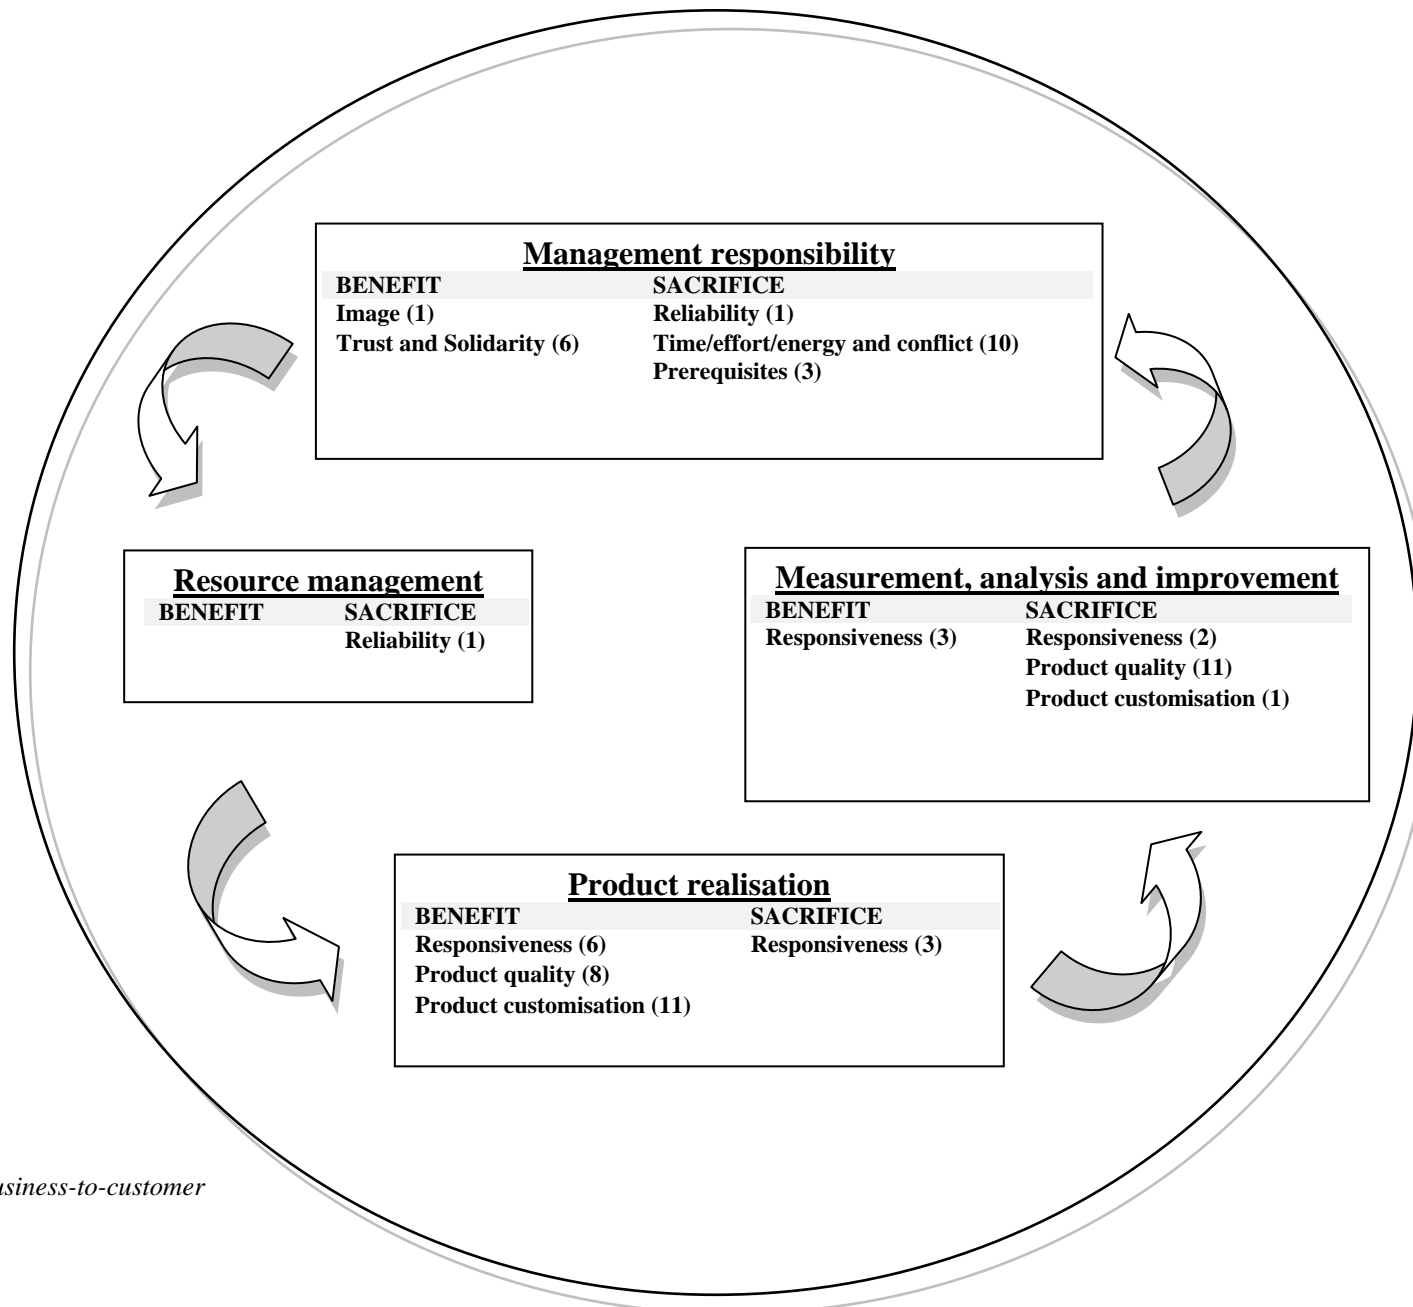 Management responsibility
BENEFIT SACRIFICE
Image (1) Reliability (1)
Trust and Solidarity (6) Time/effort/energy and conflict (10)
Prerequisites (3)
Resource management
BENEFIT SACRIFICE
Reliability (1)
Measurement, analysis and improvement
BENEFIT SACRIFICE
Responsiveness (3) Responsiveness (2)
Product quality (11)
Product customisation (1)
Product realisation
BENEFIT SACRIFICE
Responsiveness (6) Responsiveness (3)
Product quality (8)
Product customisation (11)
usiness-to-customer